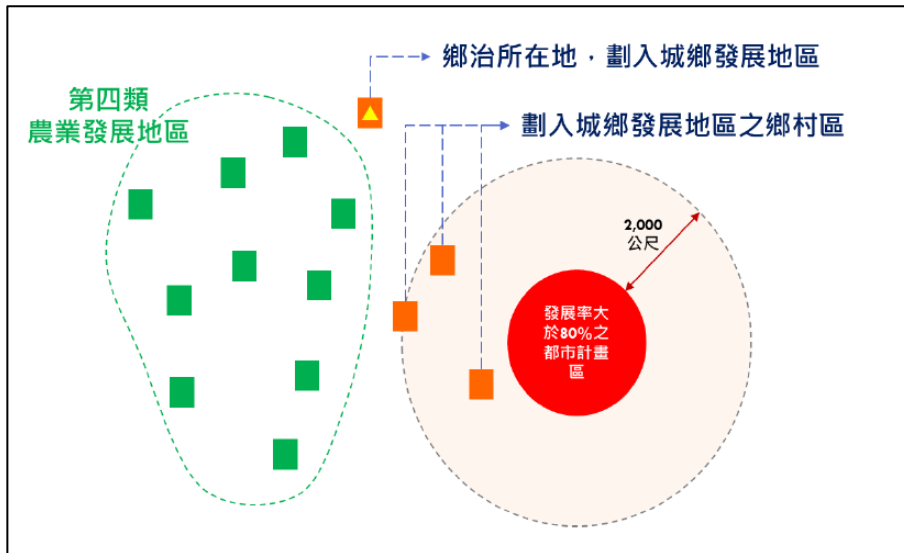 鄉治所在地，劃入城鄉發展地區
第四類
農業發展地區
劃入城鄉發展地區之鄉村區
2,000
公尺
發展率大
於80%之
都市計畫
區